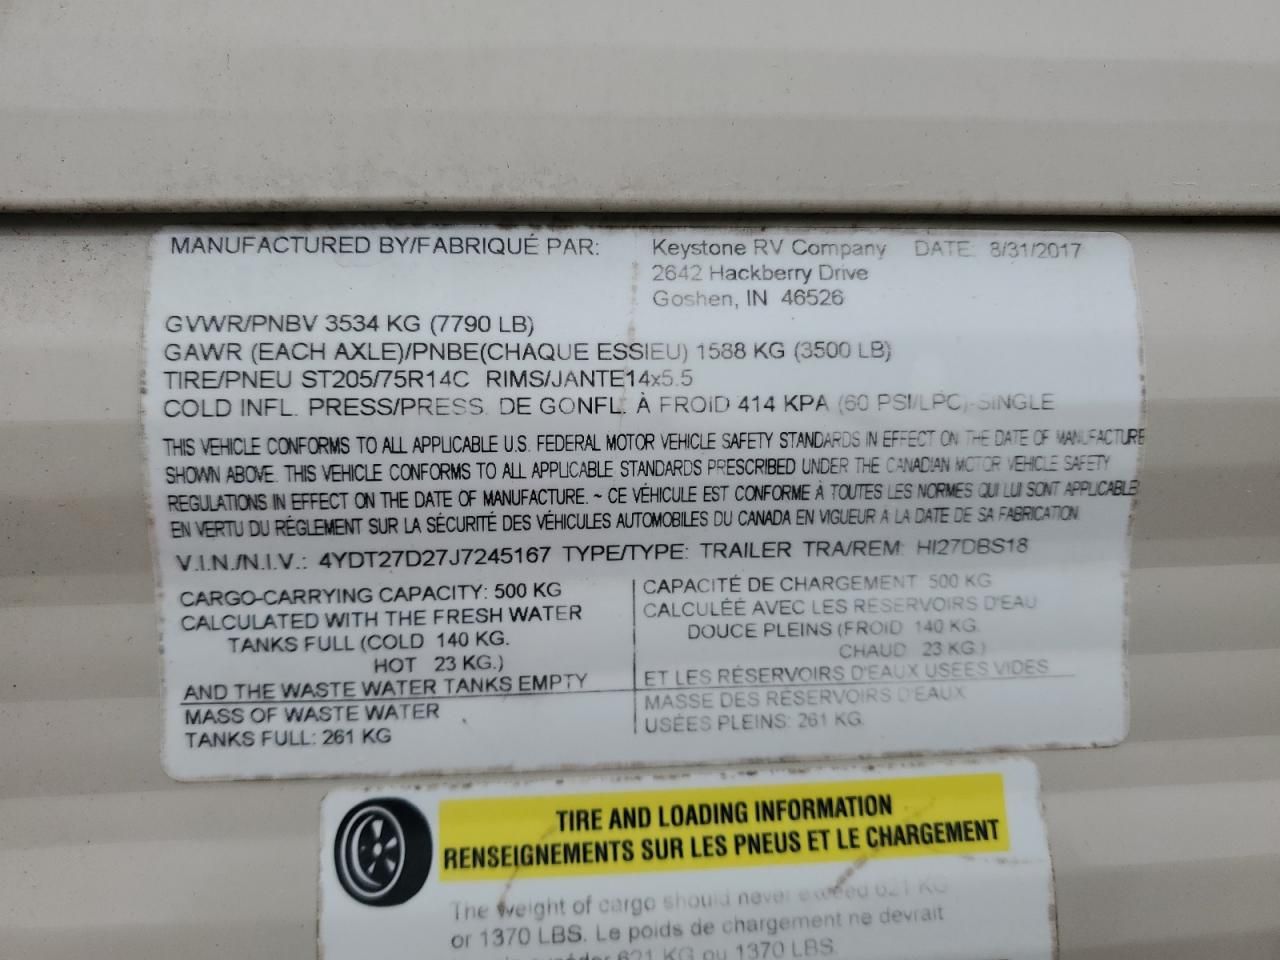 MANUFACTURED BY/FABRIQUÉ PAR: Keystone RV Company DATE: 8/31/2017
2642 Hackberry Drive
Goshen, IN 46526
GVWR/PNBV 3534 KG (7790 LB)
GAWR (EACH AXLE)/PNBE(CHAQUE ESSIEU) 1588 KG (3500 LB)
TIRE/PNEU ST205/75R14C RIMS/JANTE14x5.5
COLD INFL. PRESS/PRESS. DE GONFL. À FROID 414 KPA (60 PSI/LPC)-SINGLE
THIS VEHICLE CONFORMS TO ALL APPLICABLE U.S. FEDERAL MOTOR VEHICLE SAFETY STANDARDS IN EFFECT ON THE DATE OF MANUFACTURE
SHOWN ABOVE. THIS VEHICLE CONFORMS TO ALL APPLICABLE STANDARDS PRESCRIBED UNDER THE CANADIAN MOTOR VEHICLE SAFETY
REGULATIONS IN EFFECT ON THE DATE OF MANUFACTURE. ~ CE VÉHICULE EST CONFORME À TOUTES LES NORMES QUI LUI SONT APPLICABLE
EN VERTU DU RÉGLEMENT SUR LA SÉCURITÉ DES VÉHICULES AUTOMOBILES DU CANADA EN VIGUEUR A LA DATE DE SA FABRICATION
V.I.N./N.I.V.: 4YDT27D27J7245167 TYPE/TYPE: TRAILER TRA/REM: HI27DBS18
CARGO-CARRYING CAPACITY: 500 KG
CALCULATED WITH THE FRESH WATER
TANKS FULL (COLD 140 KG.
HOT 23 KG.)
AND THE WASTE WATER TANKS EMPTY
MASS OF WASTE WATER
TANKS FULL: 261 KG
CAPACITÉ DE CHARGEMENT 500 KG
CALCULÉE AVEC LES RÉSERVOIRS D'EAU
DOUCE PLEINS (FROID 140 KG.
CHAUD 23 KG.)
ET LES RÉSERVOIRS D'EAUX USÉES VIDES
MASSE DES RÉSERVOIRS D'EAUX
USÉES PLEINS: 261 KG.
TIRE AND LOADING INFORMATION
RENSEIGNEMENTS SUR LES PNEUS ET LE CHARGEMENT
The weight of cargo should never exceed 621 KG
or 1370 LBS. Le poids de chargement ne devrait
621 KG ou 1370 LBS.